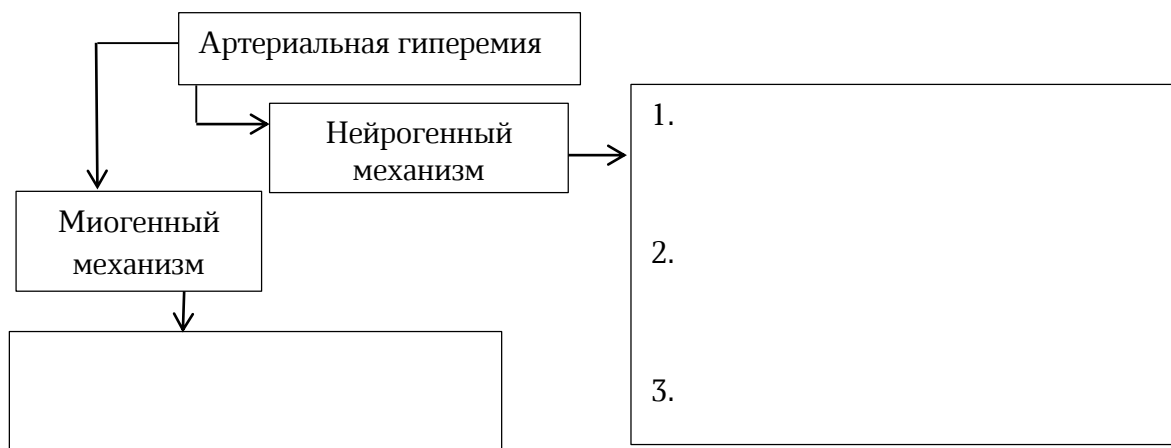 Артериальная гиперемия
Нейрогенный
механизм
Миогенный
механизм
1.
2.
3.